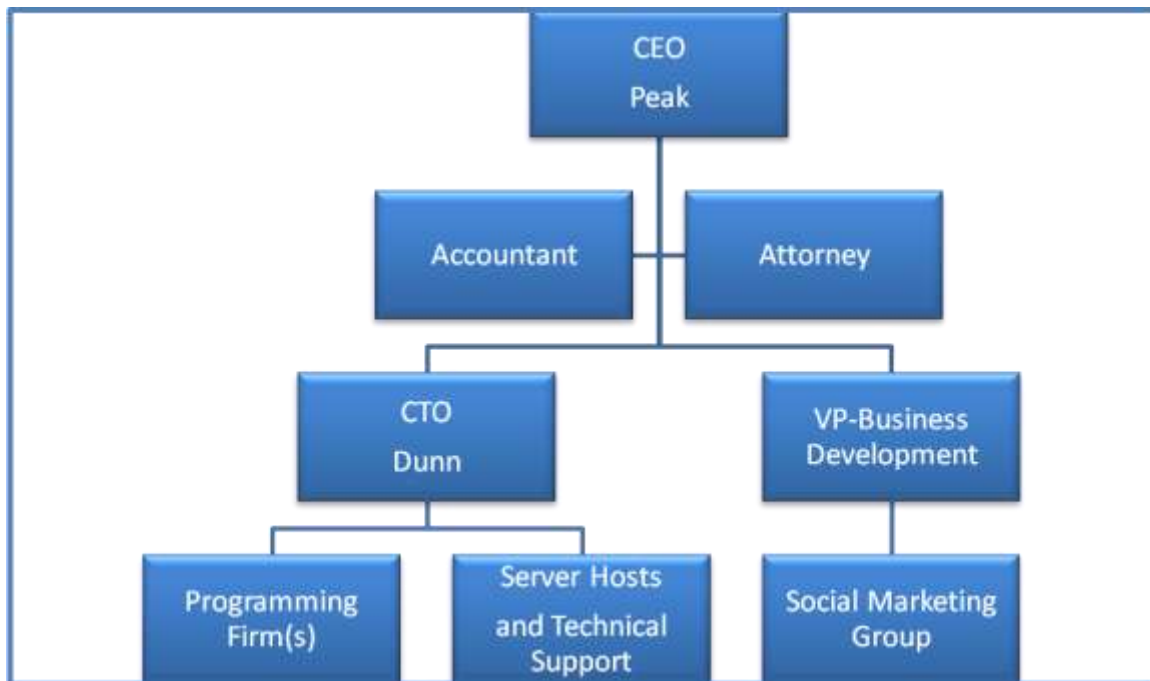 CEO
Peak
Accountant
Attorney
CTO
Dunn
VP-Business
Development
Programming
Firm(s)
Server Hosts
and Technical
Support
Social Marketing
Group